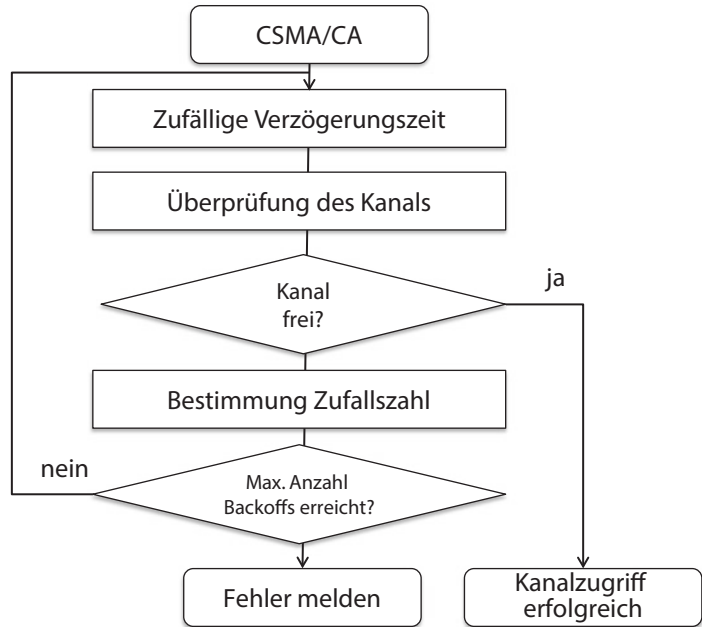 CSMA/CA
Zufällige Verzögerungszeit
Überprüfung des Kanals
Kanal
frei?
ja
Bestimmung Zufallszahl
nein
Max. Anzahl
Backoffs erreicht?
Fehler melden
Kanalzugriff
erfolgreich